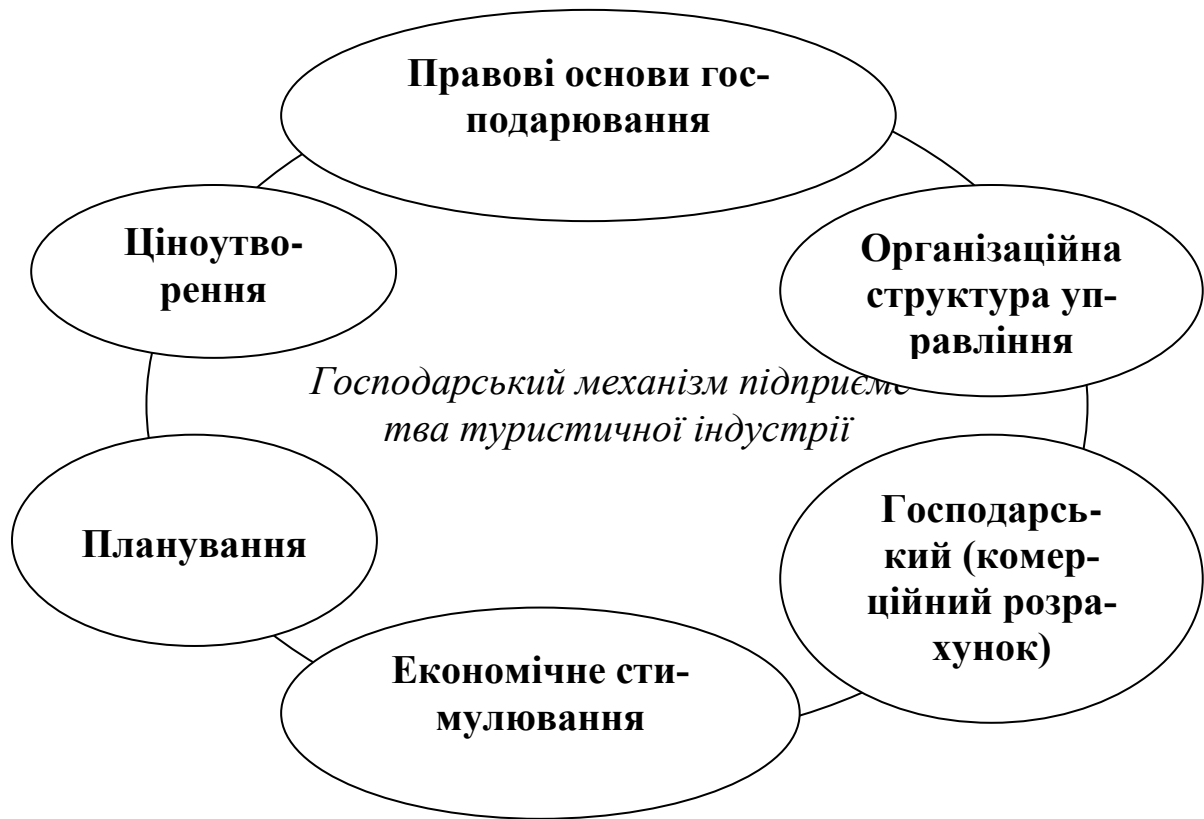 Правові основи гос-
подарювання
Ціноутво-
рення
Організаційна
структура уп-
равління
Господарський механізм підприємс
тва туристичної індустрії
Планування
Господарсь-
кий (комер-
ційний розра-
хунок)
Економічне сти-
мулювання